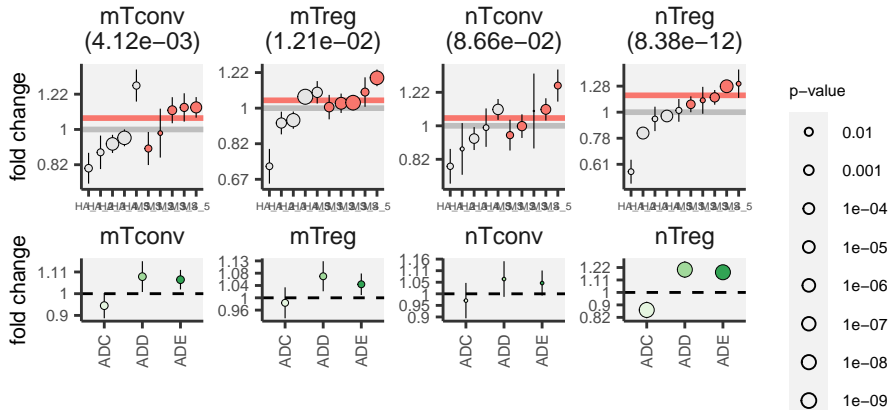 mTconv
(4.12e−03)
mTreg
(1.21e−02)
nTconv
(8.66e−02)
nTreg
(8.38e−12)
fold change
1.22
1
0.82
1.22
1
0.82
0.67
1.22
1
0.82
1.28
1
0.78
0.61
mTconv
mTreg
nTconv
nTreg
fold change
1.11
1
0.9
1.13
1.08
1.04
1
0.96
1.16
1.1
1.05
1
0.95
0.9
1.22
1.11
1
0.9
0.82
ADC
ADD
ADE
ADC
ADD
ADE
ADC
ADD
ADE
ADC
ADD
ADE
p−value
0.01
0.001
1e−04
1e−05
1e−06
1e−07
1e−08
1e−09